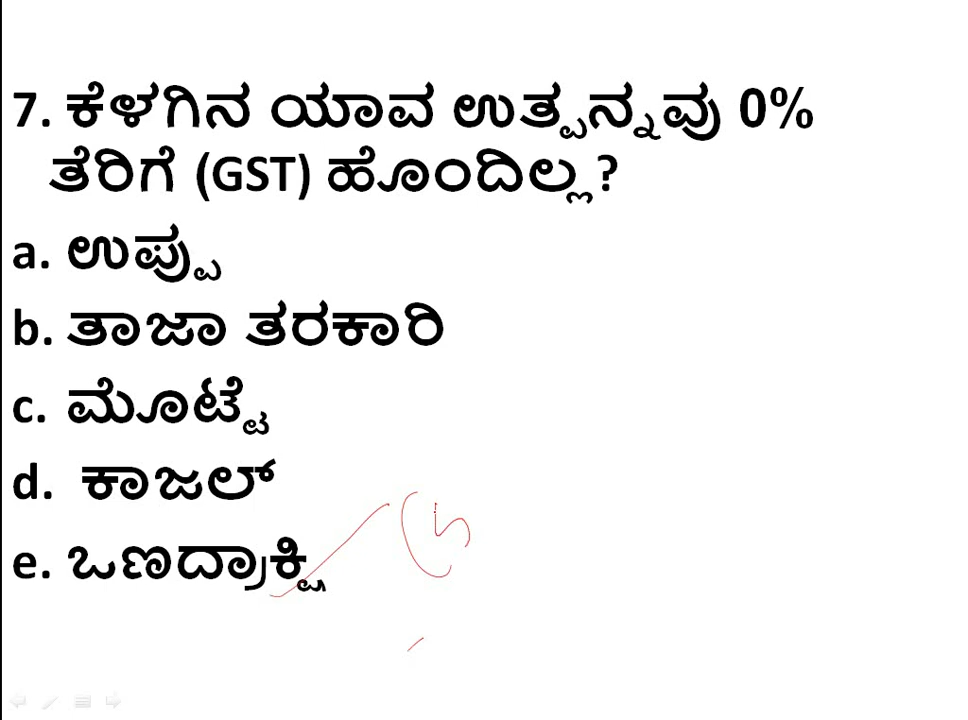 7. ಕೆಳಗಿನ ಯಾವ ಉತ್ಪನ್ನವು 0%
ತೆರಿಗೆ (GST) ಹೊಂದಿಲ್ಲ?
a. ಉಪ್ಪು
b. ತಾಜಾ ತರಕಾರಿ
c. ಮೊಟ್ಟೆ
d. ಕಾಜಲ್
e. ಒಣದ್ರಾಕ್ಷಿ